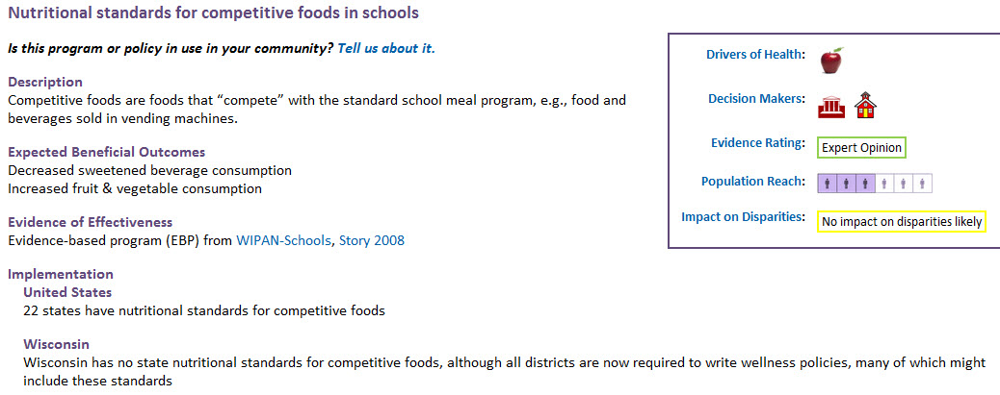 Nutritional standards for competitive foods in schools
Is this program or policy in use in your community? Tell us about it.
Description
Competitive foods are foods that “compete” with the standard school meal program, e.g., food and
beverages sold in vending machines.
Expected Beneficial Outcomes
Decreased sweetened beverage consumption
Increased fruit & vegetable consumption
Evidence of Effectiveness
Evidence-based program (EBP) from WIPAN-Schools, Story 2008
Implementation
United States
22 states have nutritional standards for competitive foods
Wisconsin
Wisconsin has no state nutritional standards for competitive foods, although all districts are now required to write wellness policies, many of which might
include these standards
Drivers of Health:
Decision Makers:
Evidence Rating: Expert Opinion
Population Reach:
Impact on Disparities: No impact on disparities likely